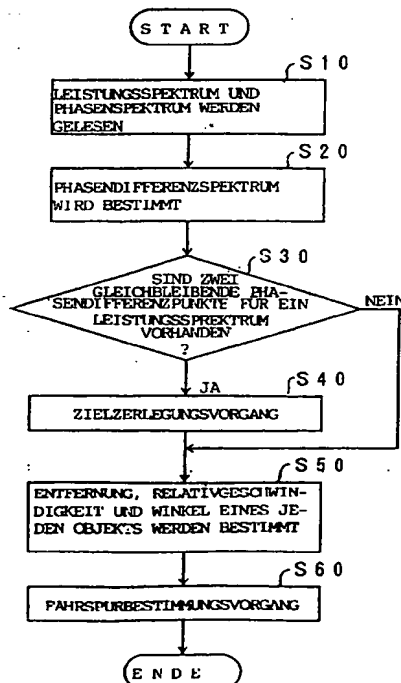 START
S10
LEISTUNGSSPEKTRUM UND
PHASENSPEKTRUM WERDEN
GELESEN
S20
PHASENDIFFERENZSPEKTRUM
WIRD BESTIMMT
S30
SIND ZWEI
GLEICHBLEIBENDE PHA-
SENDIFFERENZPUNKTE FÜR EIN
LEISTUNGSSPREKTRUM
VORHANDEN
?
NEIN
JA
S40
ZIELZERLEGUNGSVORGANG
S50
ENTFERNUNG, RELATIVGESCHWIN-
DIGKEIT UND WINKEL EINES JE-
DEN OBJEKTS WERDEN BESTIMMT
S60
FAHRSPURBESTIMMUNGSVORGANG
ENDE